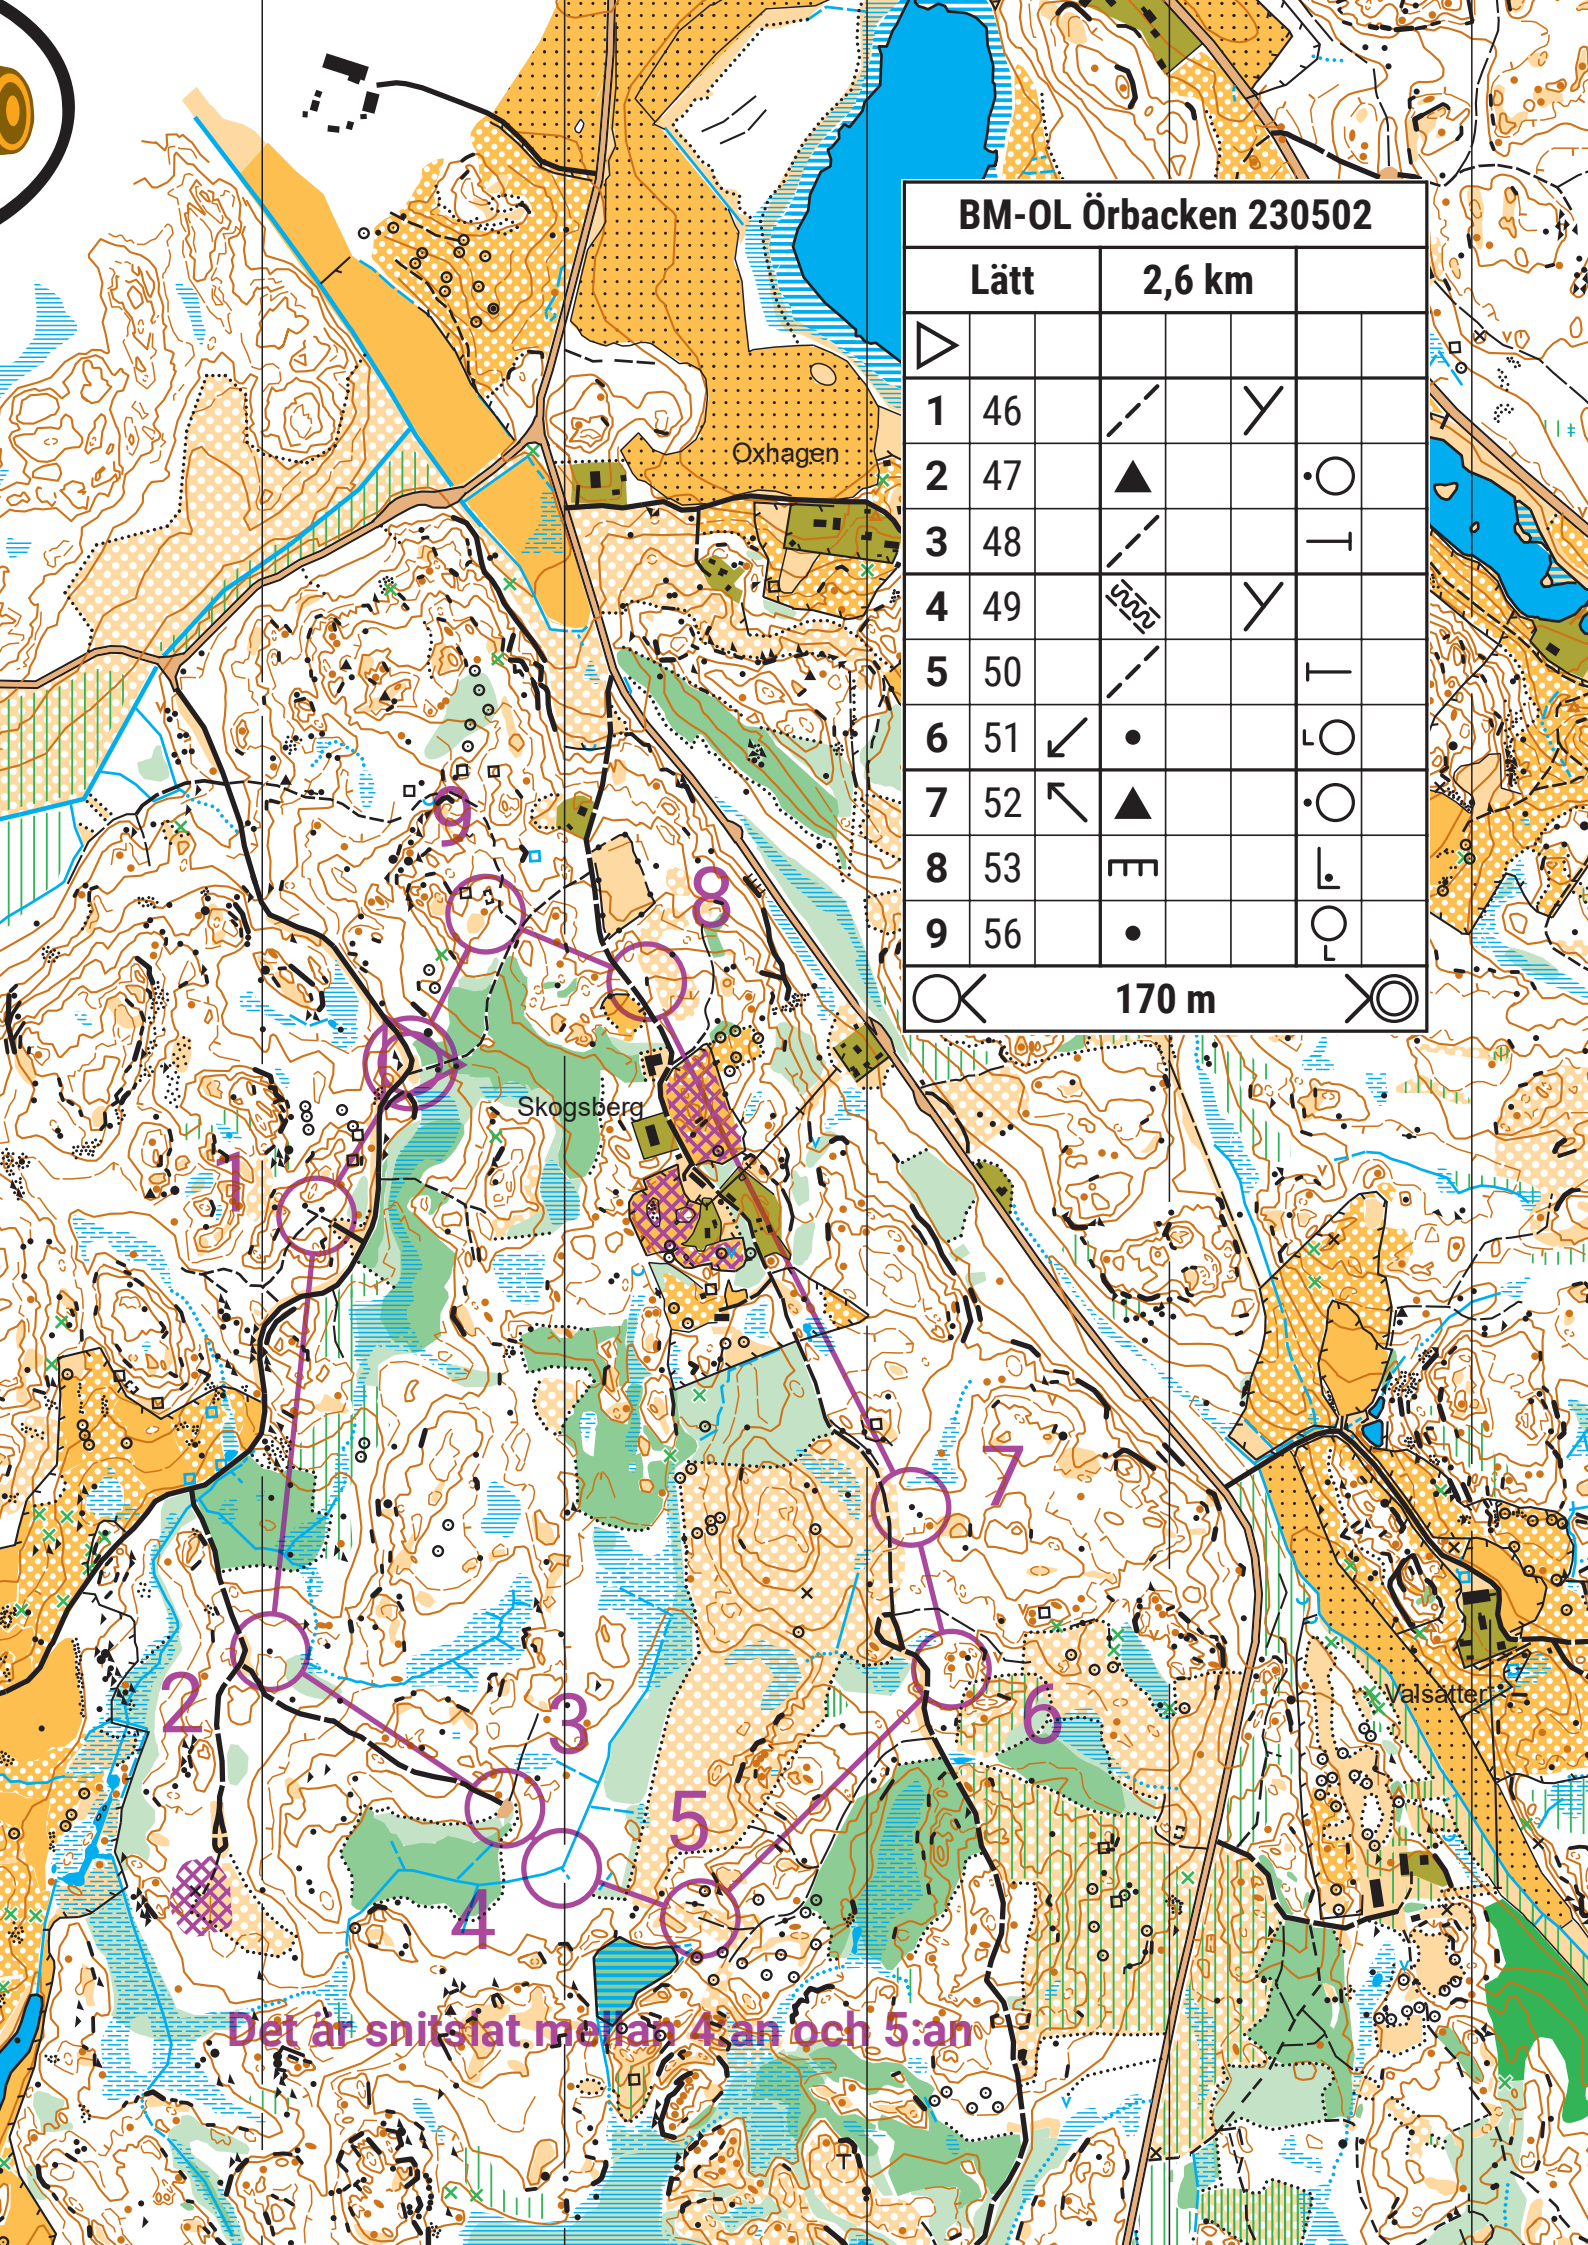 BM-OL Örbacken 230502
Lätt 2,6 km
1 46
2 47
3 48
4 49
5 50
6 51
7 52
8 53
9 56
170 m
Oxhagen
9
8
Skogsberg
1
7
2
3
6
Valsätter
5
4
Det är snitslat mellan 4:an och 5:an